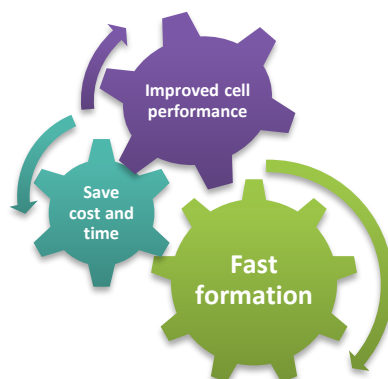 Improved cell
performance
Save
cost and
time
Fast
formation